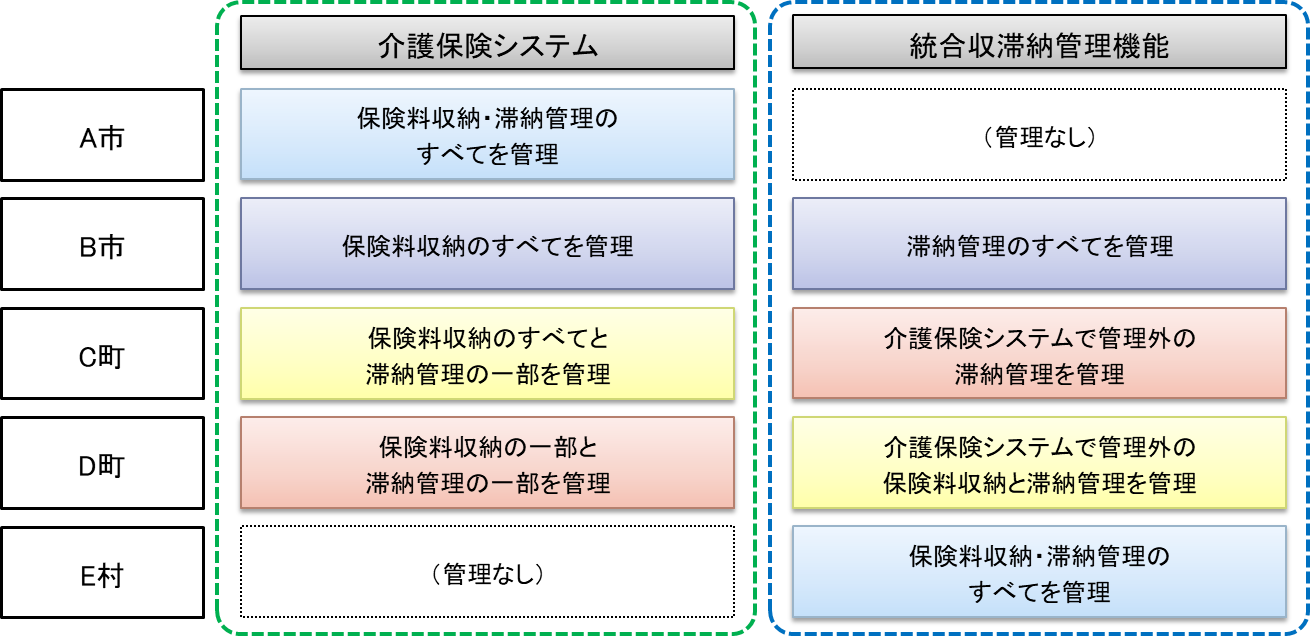 介護保険システム
統合収滞納管理機能
A市
保険料収納・滞納管理の
すべてを管理
（管理なし）
B市
保険料収納のすべてを管理
滞納管理のすべてを管理
C町
保険料収納のすべてと
滞納管理の一部を管理
介護保険システムで管理外の
滞納管理を管理
D町
保険料収納の一部と
滞納管理の一部を管理
介護保険システムで管理外の
保険料収納と滞納管理を管理
E村
（管理なし）
保険料収納・滞納管理の
すべてを管理